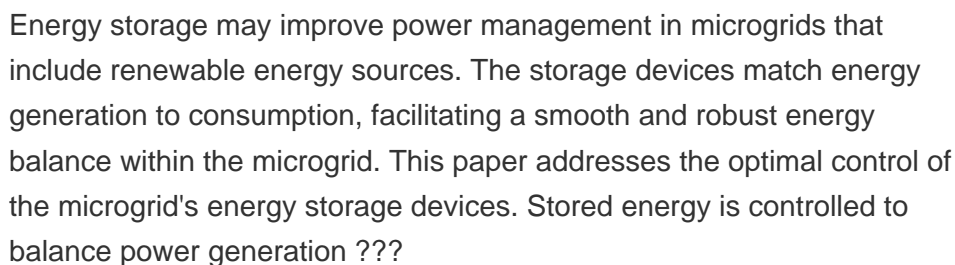 Energy storage may improve power management in microgrids that
include renewable energy sources. The storage devices match energy
generation to consumption, facilitating a smooth and robust energy
balance within the microgrid. This paper addresses the optimal control of
the microgrid's energy storage devices. Stored energy is controlled to
balance power generation ???